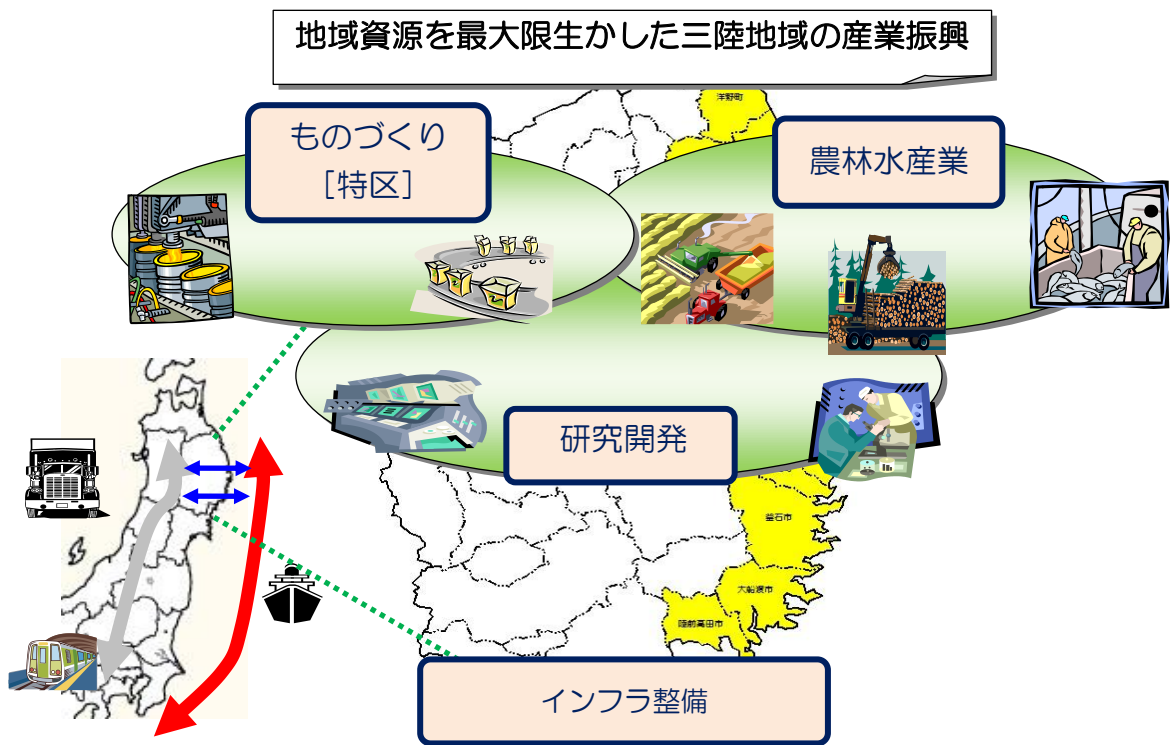 地域資源を最大限生かした三陸地域の産業振興
洋野町
ものづくり
［特区］
農林水産業
研究開発
釜石市
大船渡市
陸前高田市
インフラ整備